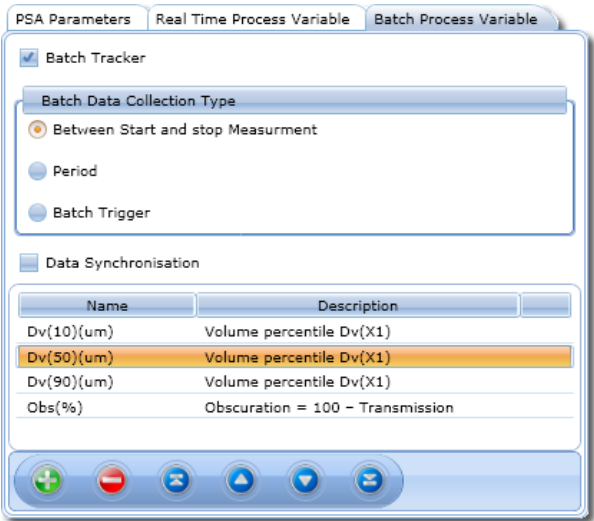 PSA Parameters Real Time Process Variable Batch Process Variable
Batch Tracker
Batch Data Collection Type
Between Start and stop Measurment
Period
Batch Trigger
Data Synchronisation
Name Description
Dv(10)(um) Volume percentile Dv(X1)
Dv(50)(um) Volume percentile Dv(X1)
Dv(90)(um) Volume percentile Dv(X1)
Obs(%) Obscuration = 100 – Transmission